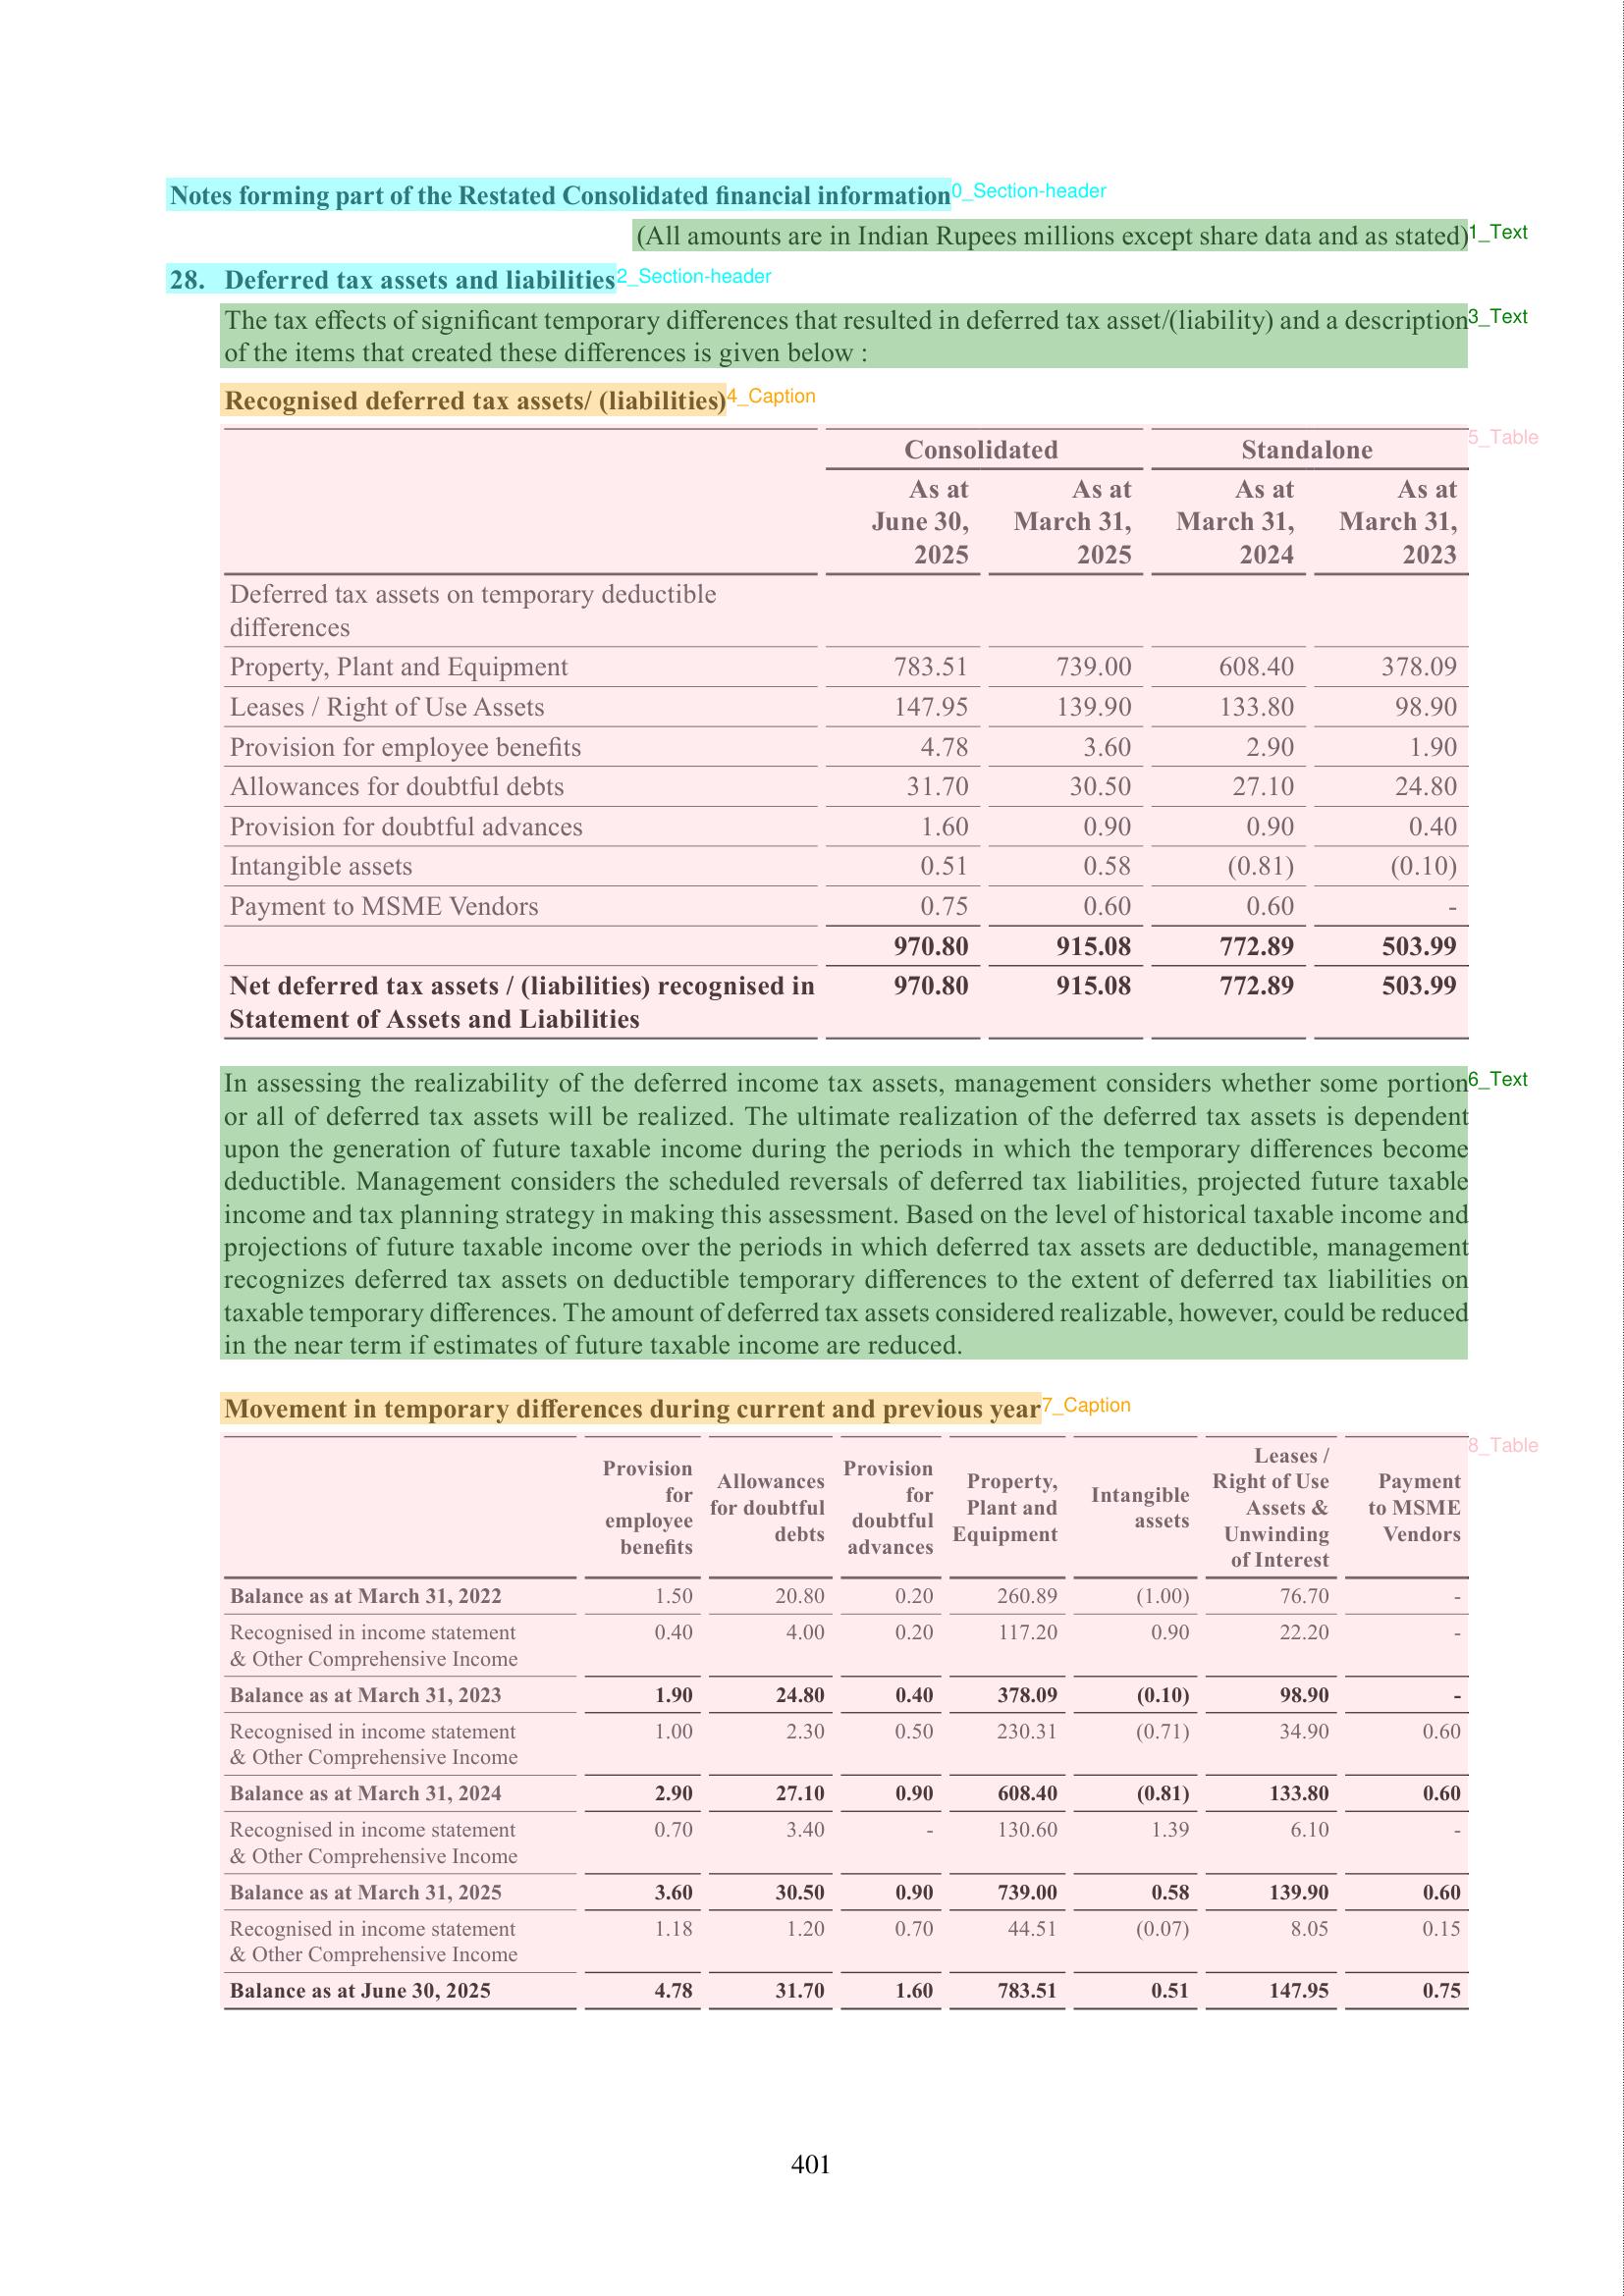 Notes forming part of the Restated Consolidated financial information 0_Section-header
(All amounts are in Indian Rupees millions except share data and as stated) 1_Text
28. Deferred tax assets and liabilities 2_Section-header
The tax effects of significant temporary differences that resulted in deferred tax asset/(liability) and a description 3_Text
of the items that created these differences is given below :
Recognised deferred tax assets/ (liabilities) 4_Caption
5_Table
Consolidated Standalone
As at As at As at As at
June 30, March 31, March 31, March 31,
2025 2025 2024 2023
Deferred tax assets on temporary deductible
differences
Property, Plant and Equipment 783.51 739.00 608.40 378.09
Leases / Right of Use Assets 147.95 139.90 133.80 98.90
Provision for employee benefits 4.78 3.60 2.90 1.90
Allowances for doubtful debts 31.70 30.50 27.10 24.80
Provision for doubtful advances 1.60 0.90 0.90 0.40
Intangible assets 0.51 0.58 (0.81) (0.10)
Payment to MSME Vendors 0.75 0.60 0.60 -
970.80 915.08 772.89 503.99
Net deferred tax assets / (liabilities) recognised in 970.80 915.08 772.89 503.99
Statement of Assets and Liabilities
In assessing the realizability of the deferred income tax assets, management considers whether some portion 6_Text
or all of deferred tax assets will be realized. The ultimate realization of the deferred tax assets is dependent
upon the generation of future taxable income during the periods in which the temporary differences become
deductible. Management considers the scheduled reversals of deferred tax liabilities, projected future taxable
income and tax planning strategy in making this assessment. Based on the level of historical taxable income and
projections of future taxable income over the periods in which deferred tax assets are deductible, management
recognizes deferred tax assets on deductible temporary differences to the extent of deferred tax liabilities on
taxable temporary differences. The amount of deferred tax assets considered realizable, however, could be reduced
in the near term if estimates of future taxable income are reduced.
Movement in temporary differences during current and previous year 7_Caption
8_Table
Provision for employee benefits
Allowances for doubtful debts
Provision for doubtful advances
Property, Plant and Equipment
Intangible assets
Leases / Right of Use Assets & Unwinding of Interest
Payment to MSME Vendors
Balance as at March 31, 2022 1.50 20.80 0.20 260.89 (1.00) 76.70 -
Recognised in income statement 0.40 4.00 0.20 117.20 0.90 22.20 -
& Other Comprehensive Income
Balance as at March 31, 2023 1.90 24.80 0.40 378.09 (0.10) 98.90 -
Recognised in income statement 1.00 2.30 0.50 230.31 (0.71) 34.90 0.60
& Other Comprehensive Income
Balance as at March 31, 2024 2.90 27.10 0.90 608.40 (0.81) 133.80 0.60
Recognised in income statement 0.70 3.40 - 130.60 1.39 6.10 -
& Other Comprehensive Income
Balance as at March 31, 2025 3.60 30.50 0.90 739.00 0.58 139.90 0.60
Recognised in income statement 1.18 1.20 0.70 44.51 (0.07) 8.05 0.15
& Other Comprehensive Income
Balance as at June 30, 2025 4.78 31.70 1.60 783.51 0.51 147.95 0.75
401